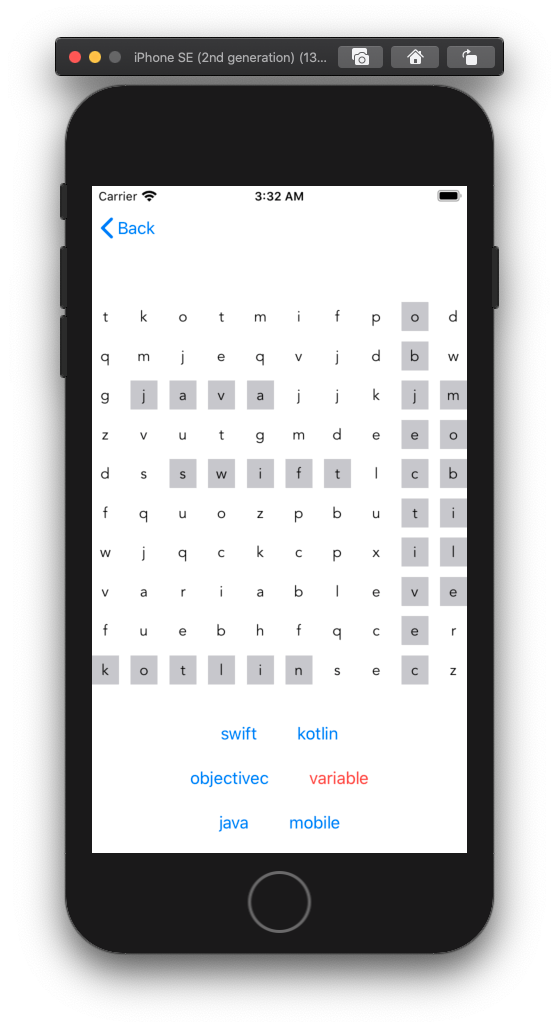 iPhone SE (2nd generation) (13...
Carrier 3:32 AM
Back
t k o t m i f p o d
q m j e q v j d b w
g j a v a j j k j m
z v u t g m d e e o
d s s w i f t l c b
f q u o z p b u t i
w j q c k c p x i l
v a r i a b l e v e
f u e b h f q c e r
k o t l i n s e c z
swift kotlin
objectivec variable
java mobile